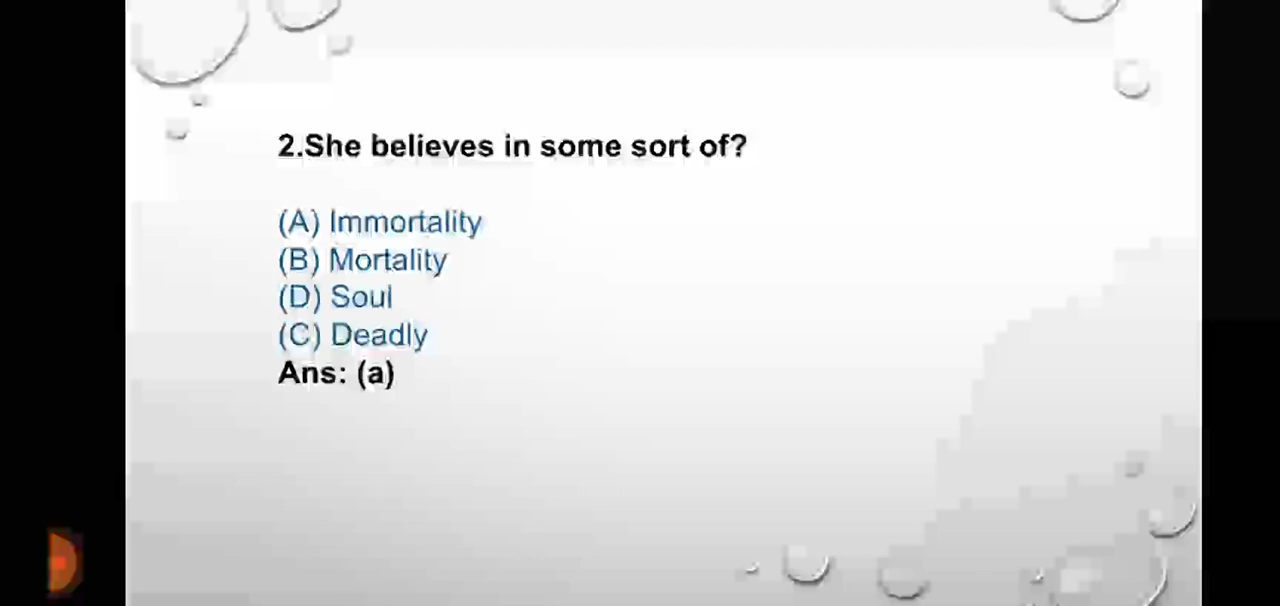 2.She believes in some sort of?
(A) Immortality
(B) Mortality
(D) Soul
(C) Deadly
Ans: (a)